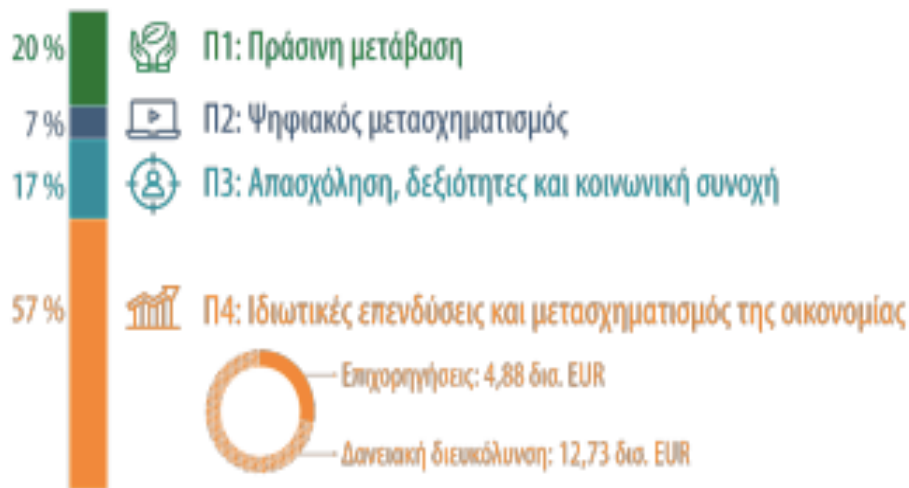 20 % Π1: Πράσινη μετάβαση
7 % Π2: Ψηφιακός μετασχηματισμός
17 % Π3: Απασχόληση, δεξιότητες και κοινωνική συνοχή
57 % Π4: Ιδιωτικές επενδύσεις και μετασχηματισμός της οικονομίας
Επιχορηγήσεις: 4,88 δισ. EUR
Δανειακή διευκόλυνση: 12,73 δισ. EUR